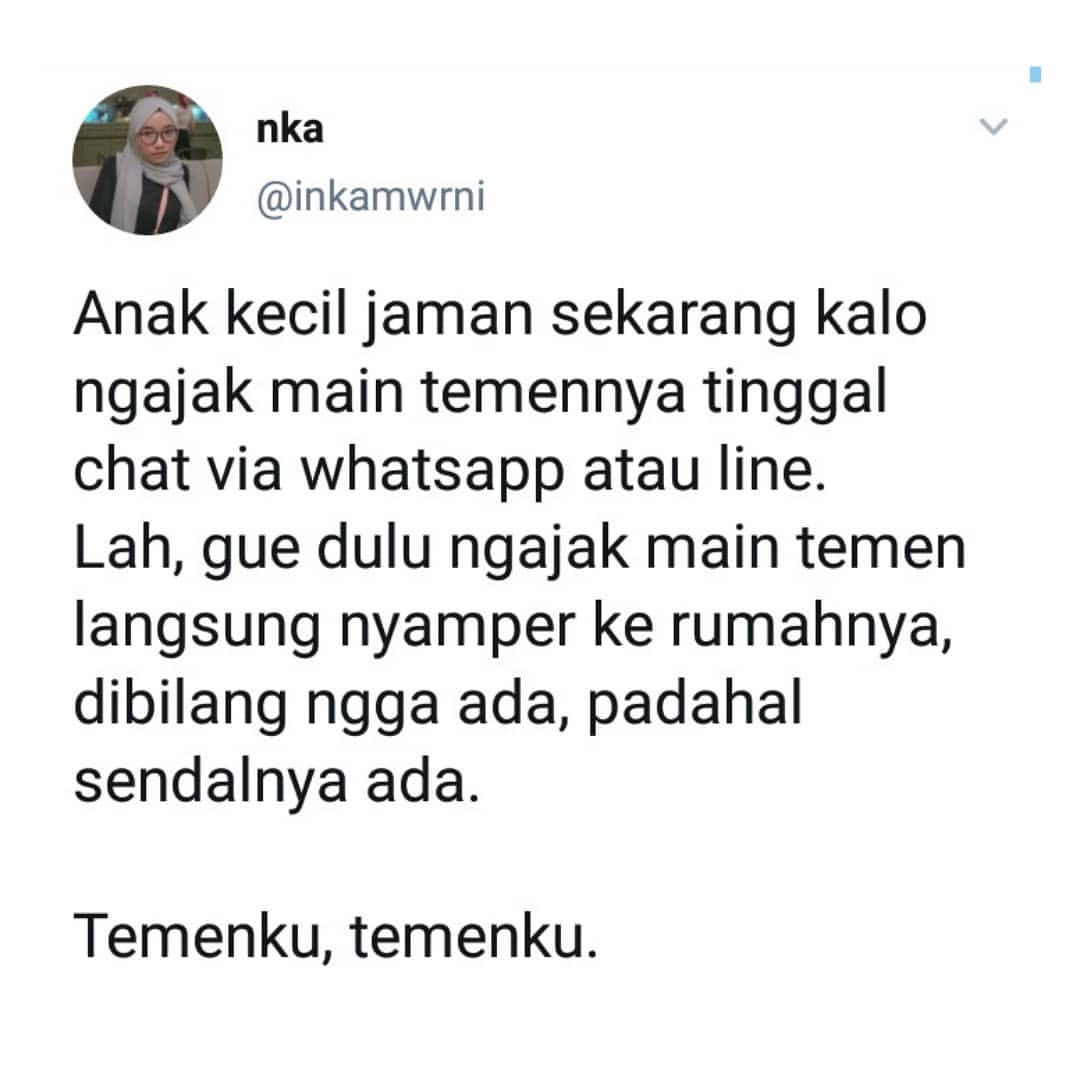 nka
@inkamwrni
Anak kecil jaman sekarang kalo
ngajak main temennya tinggal
chat via whatsapp atau line.
Lah, gue dulu ngajak main temen
langsung nyamper ke rumahnya,
dibilang ngga ada, padahal
sendalnya ada.
Temenku, temenku.